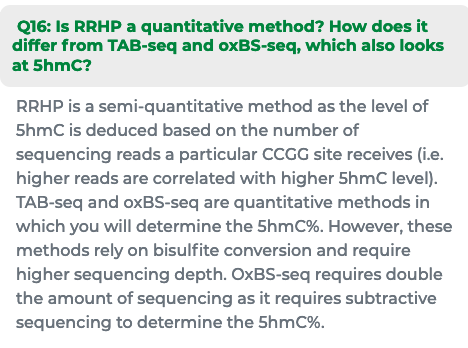 Q16: Is RRHP a quantitative method? How does it
differ from TAB-seq and oxBS-seq, which also looks
at 5hmC?
RRHP is a semi-quantitative method as the level of
5hmC is deduced based on the number of
sequencing reads a particular CCGG site receives (i.e.
higher reads are correlated with higher 5hmC level).
TAB-seq and oxBS-seq are quantitative methods in
which you will determine the 5hmC%. However, these
methods rely on bisulfite conversion and require
higher sequencing depth. OxBS-seq requires double
the amount of sequencing as it requires subtractive
sequencing to determine the 5hmC%.